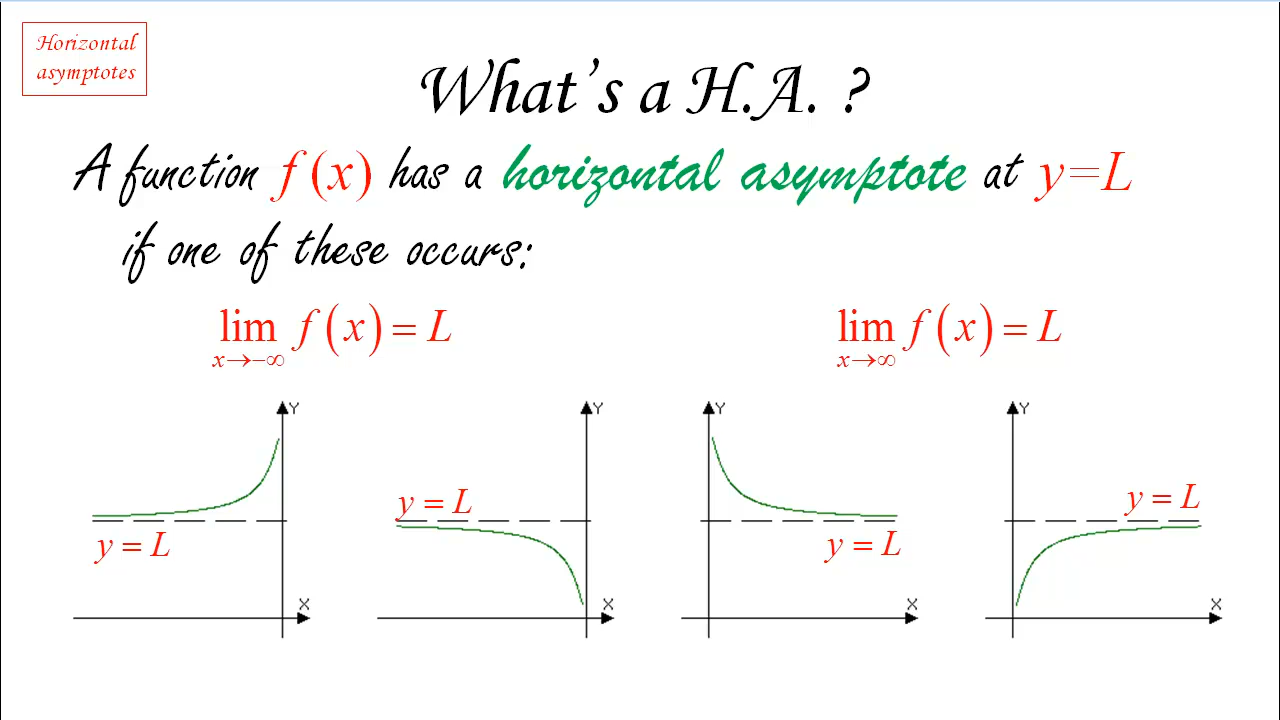 Horizontal
asymptotes
What's a H.A. ?
A function f(x) has a horizontal asymptote at y=L
if one of these occurs:
lim f(x) = L
x→−∞
lim f(x) = L
x→∞
Y
y = L
X
Y
y = L
X
Y
y = L
X
Y
y = L
X